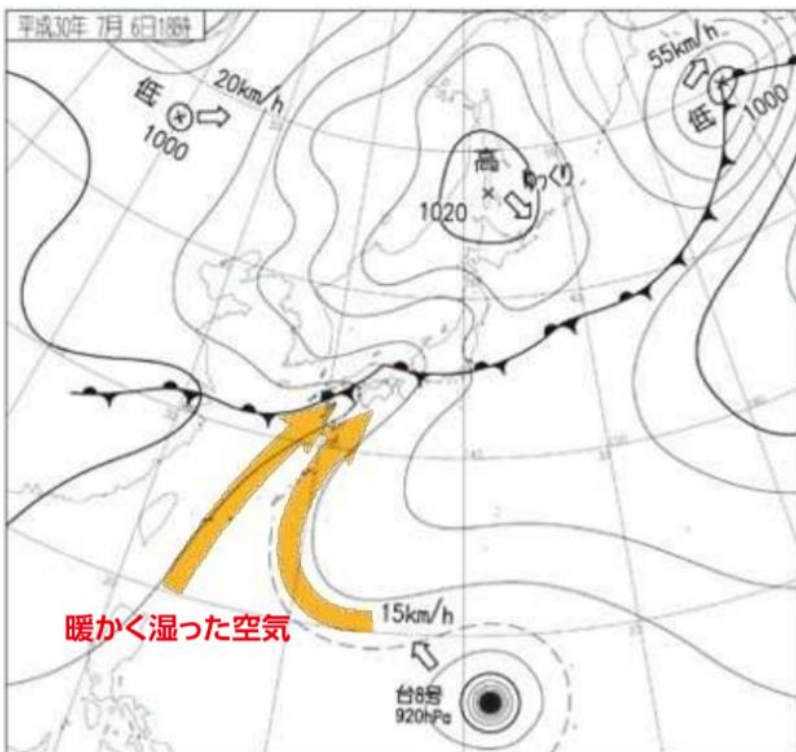 平成30年 7月 6日18時
低
20km/h
1000
55km/h
低
1000
高
ゆっくり
1020
15km/h
暖かく湿った空気
台8号
920hPa